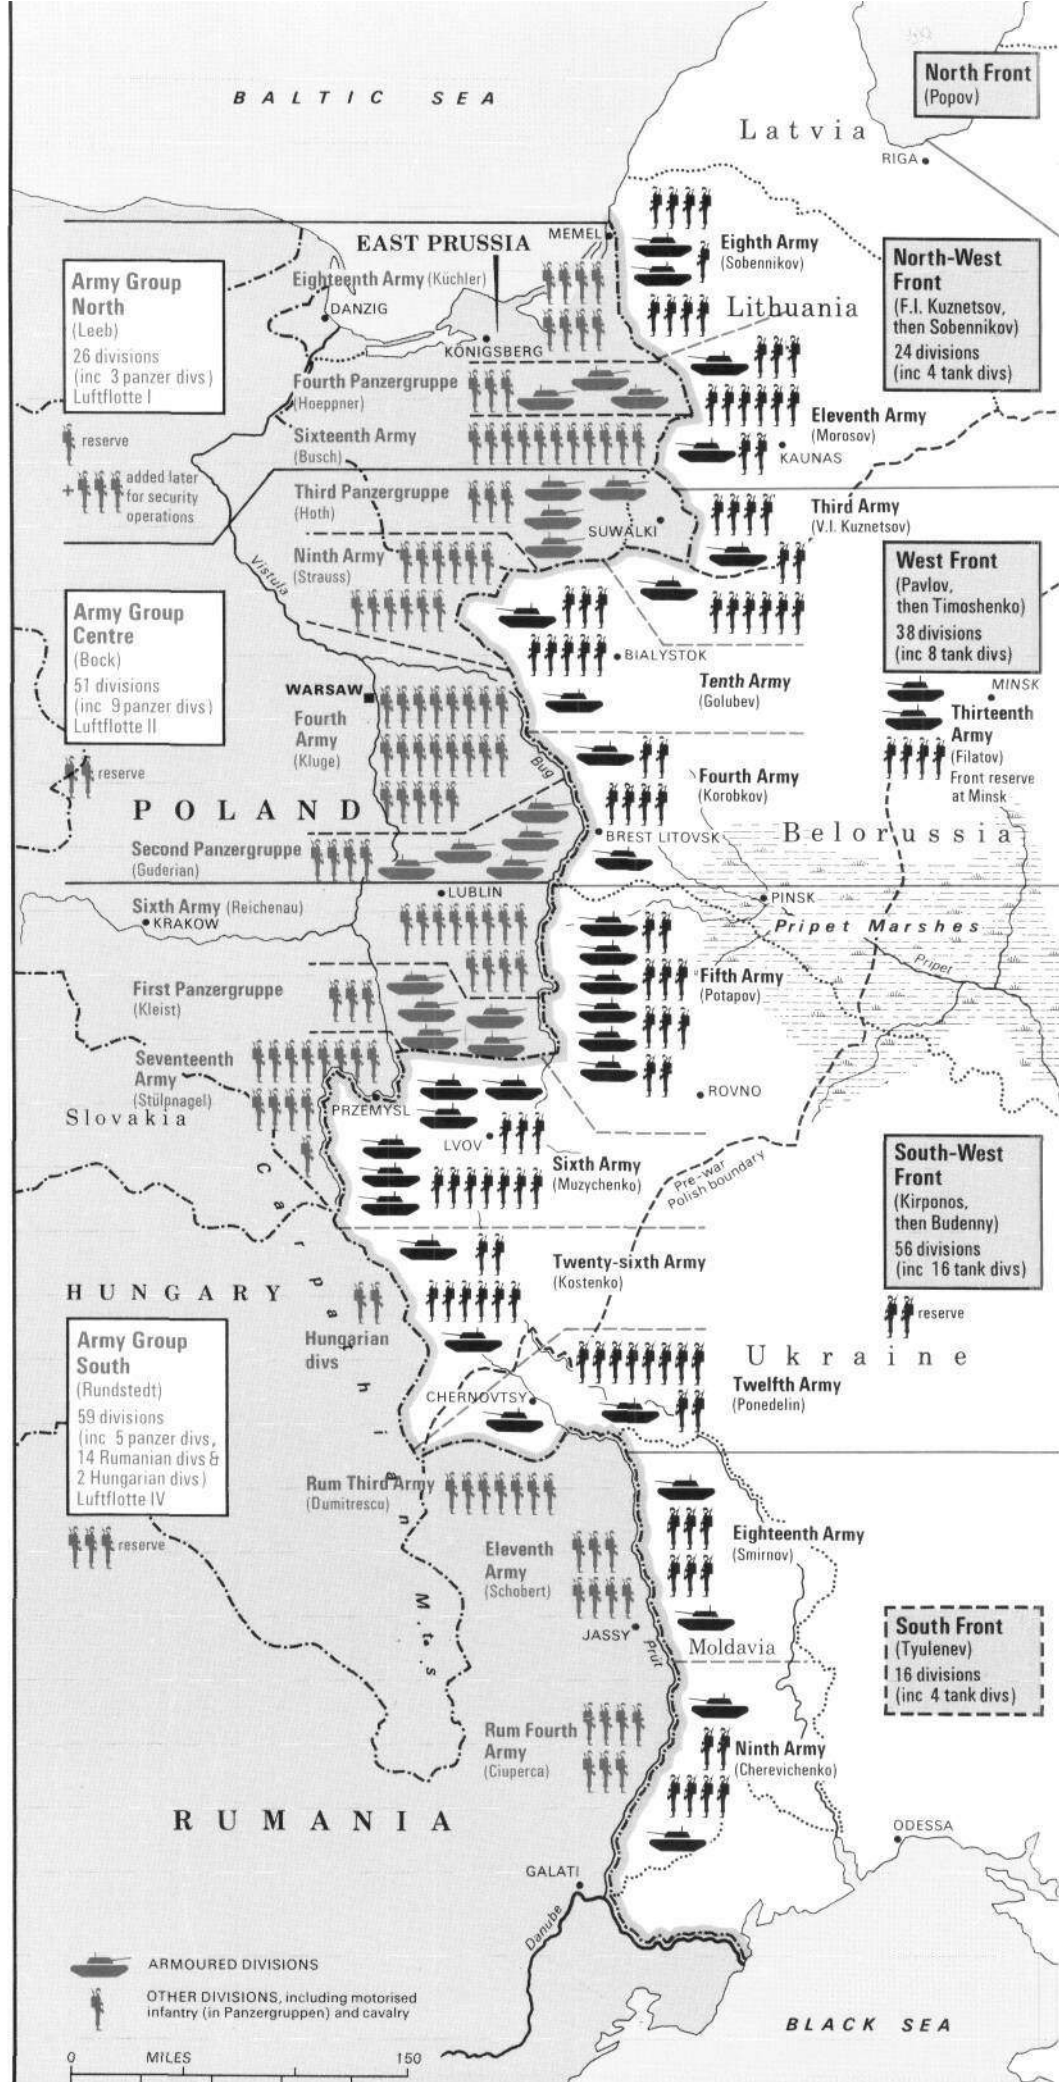 BALTIC SEA
North Front
(Popov)
Latvia
RIGA
Eighth Army
(Sobennikov)
MEMEL
EAST PRUSSIA
Army Group
North
(Leeb)
26 divisions
(inc 3 panzer divs)
Luftflotte I
Eighteenth Army (Küchler)
North-West
Front
(F.I. Kuznetsov,
then Sobennikov)
24 divisions
(inc 4 tank divs)
DANZIG
Lithuania
KÖNIGSBERG
Fourth Panzergruppe
(Hoeppner)
Eleventh Army
(Morosov)
reserve
Sixteenth Army
(Busch)
KAUNAS
+ added later
for security
operations
Third Panzergruppe
(Hoth)
SUWALKI
Third Army
(V.I. Kuznetsov)
Vistula
Ninth Army
(Strauss)
West Front
(Pavlov,
then Timoshenko)
38 divisions
(inc 8 tank divs)
Army Group
Centre
(Bock)
51 divisions
(inc 9 panzer divs)
Luftflotte II
BIALYSTOK
WARSAW
Tenth Army
(Golubev)
MINSK
Thirteenth
Army
(Filatov)
Front reserve
at Minsk
Fourth
Army
(Kluge)
Bug
reserve
Fourth Army
(Korobkov)
POLAND
BREST LITOVSK
Belorussia
Second Panzergruppe
(Guderian)
LUBLIN
PINSK
Sixth Army (Reichenau)
KRAKOW
Pripet Marshes
Pripet
First Panzergruppe
(Kleist)
Fifth Army
(Potapov)
Seventeenth
Army
(Stülpnagel)
PRZEMYSL
ROVNO
Slovakia
LVOV
Sixth Army
(Muzychenko)
Pre-war
Polish boundary
South-West
Front
(Kirponos,
then Budenny)
56 divisions
(inc 16 tank divs)
Carpathian Mts
Twenty-sixth Army
(Kostenko)
HUNGARY
reserve
Hungarian
divs
Army Group
South
(Rundstedt)
59 divisions
(inc 5 panzer divs,
14 Rumanian divs &
2 Hungarian divs)
Luftflotte IV
Ukraine
CHERNOVTSY
Twelfth Army
(Ponedelin)
Rum Third Army
(Dumitrescu)
reserve
Eleventh
Army
(Schobert)
Eighteenth Army
(Smirnov)
JASSY
Prut
Moldavia
South Front
(Tyulenev)
16 divisions
(inc 4 tank divs)
Rum Fourth
Army
(Ciuperca)
Ninth Army
(Cherevichenko)
RUMANIA
ODESSA
GALATI
Danube
ARMOURED DIVISIONS
OTHER DIVISIONS, including motorised
infantry (in Panzergruppen) and cavalry
BLACK SEA
0 MILES 150